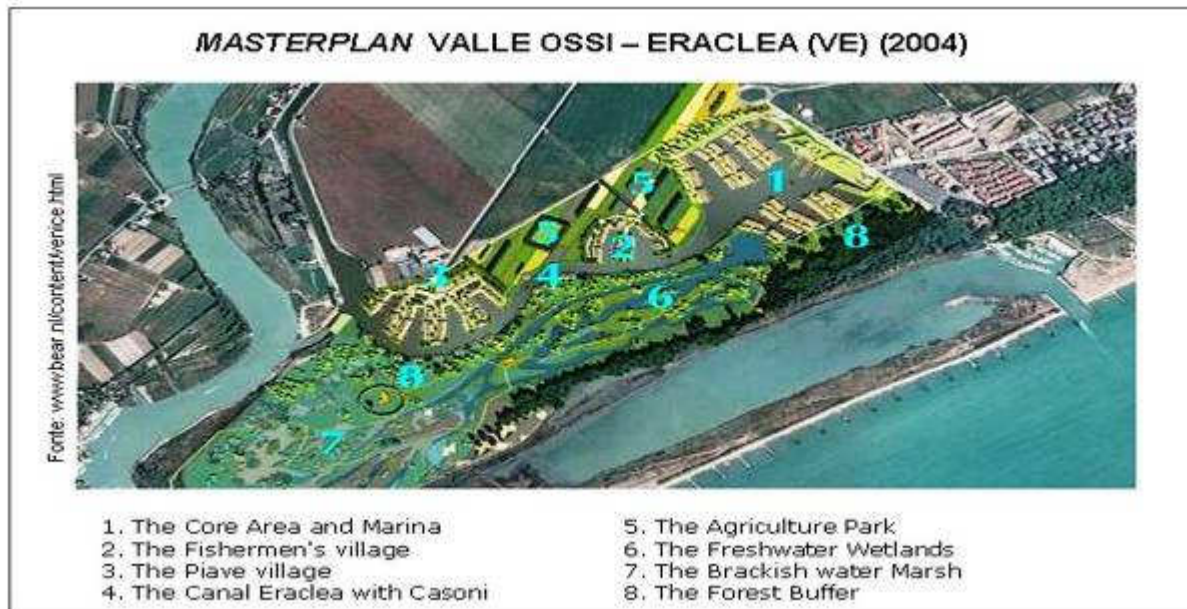 MASTERPLAN VALLE OSSI – ERACLEA (VE) (2004)
Fonte: www.bear.nl/content/venice.html
1
5
8
2
5
3
4
6
8
7
1. The Core Area and Marina
2. The Fishermen's village
3. The Piave village
4. The Canal Eraclea with Casoni
5. The Agriculture Park
6. The Freshwater Wetlands
7. The Brackish water Marsh
8. The Forest Buffer